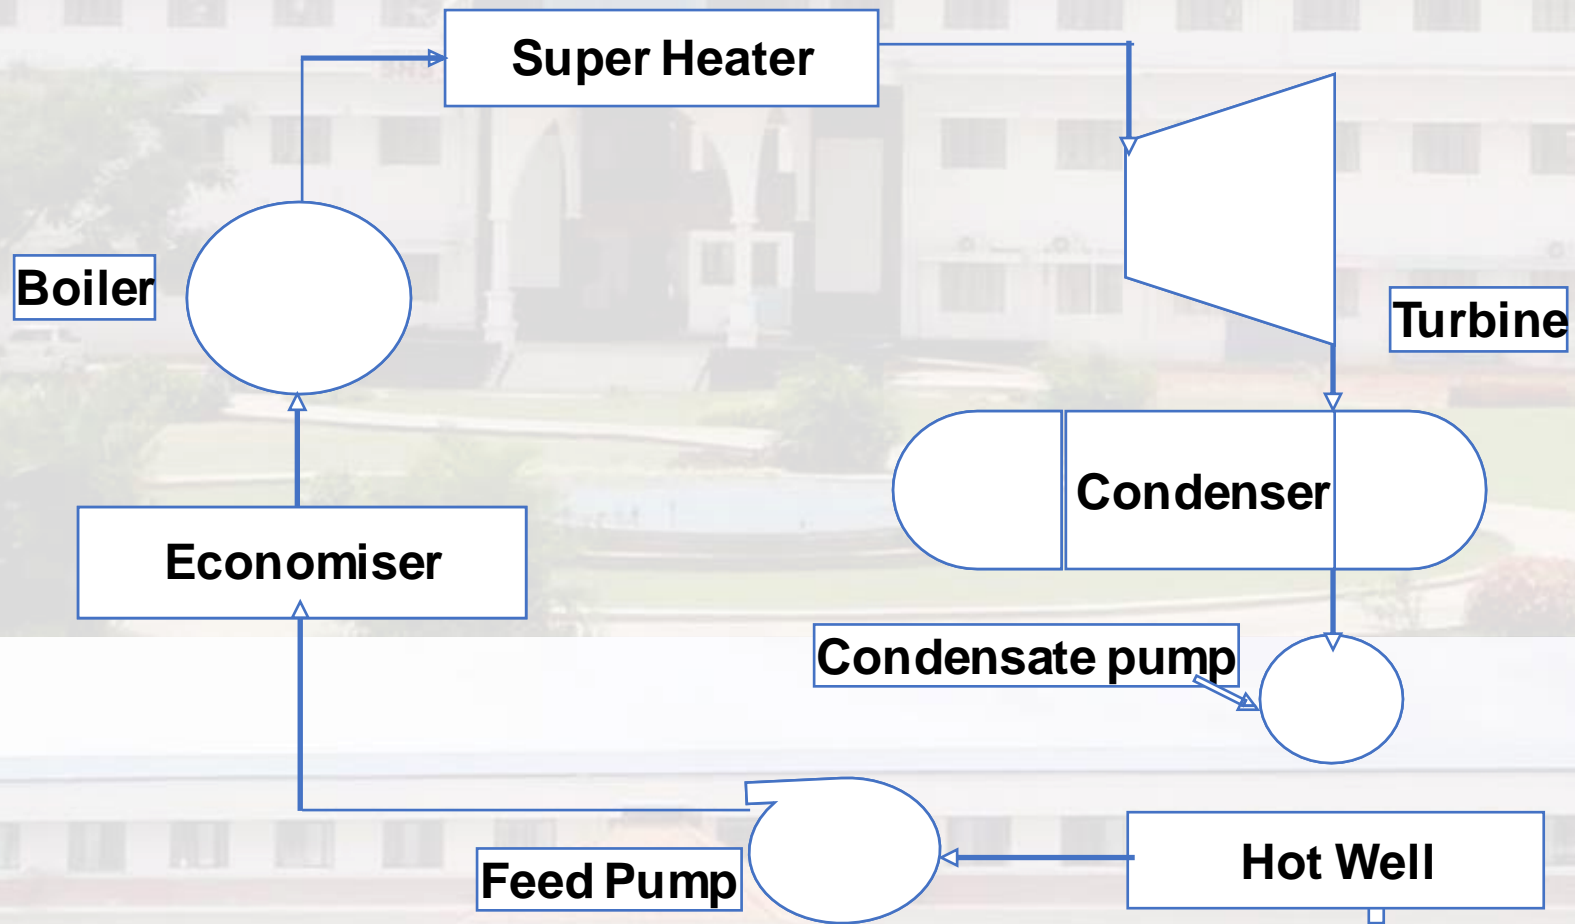 Super Heater
Boiler
Turbine
Condenser
Economiser
Condensate pump
Hot Well
Feed Pump